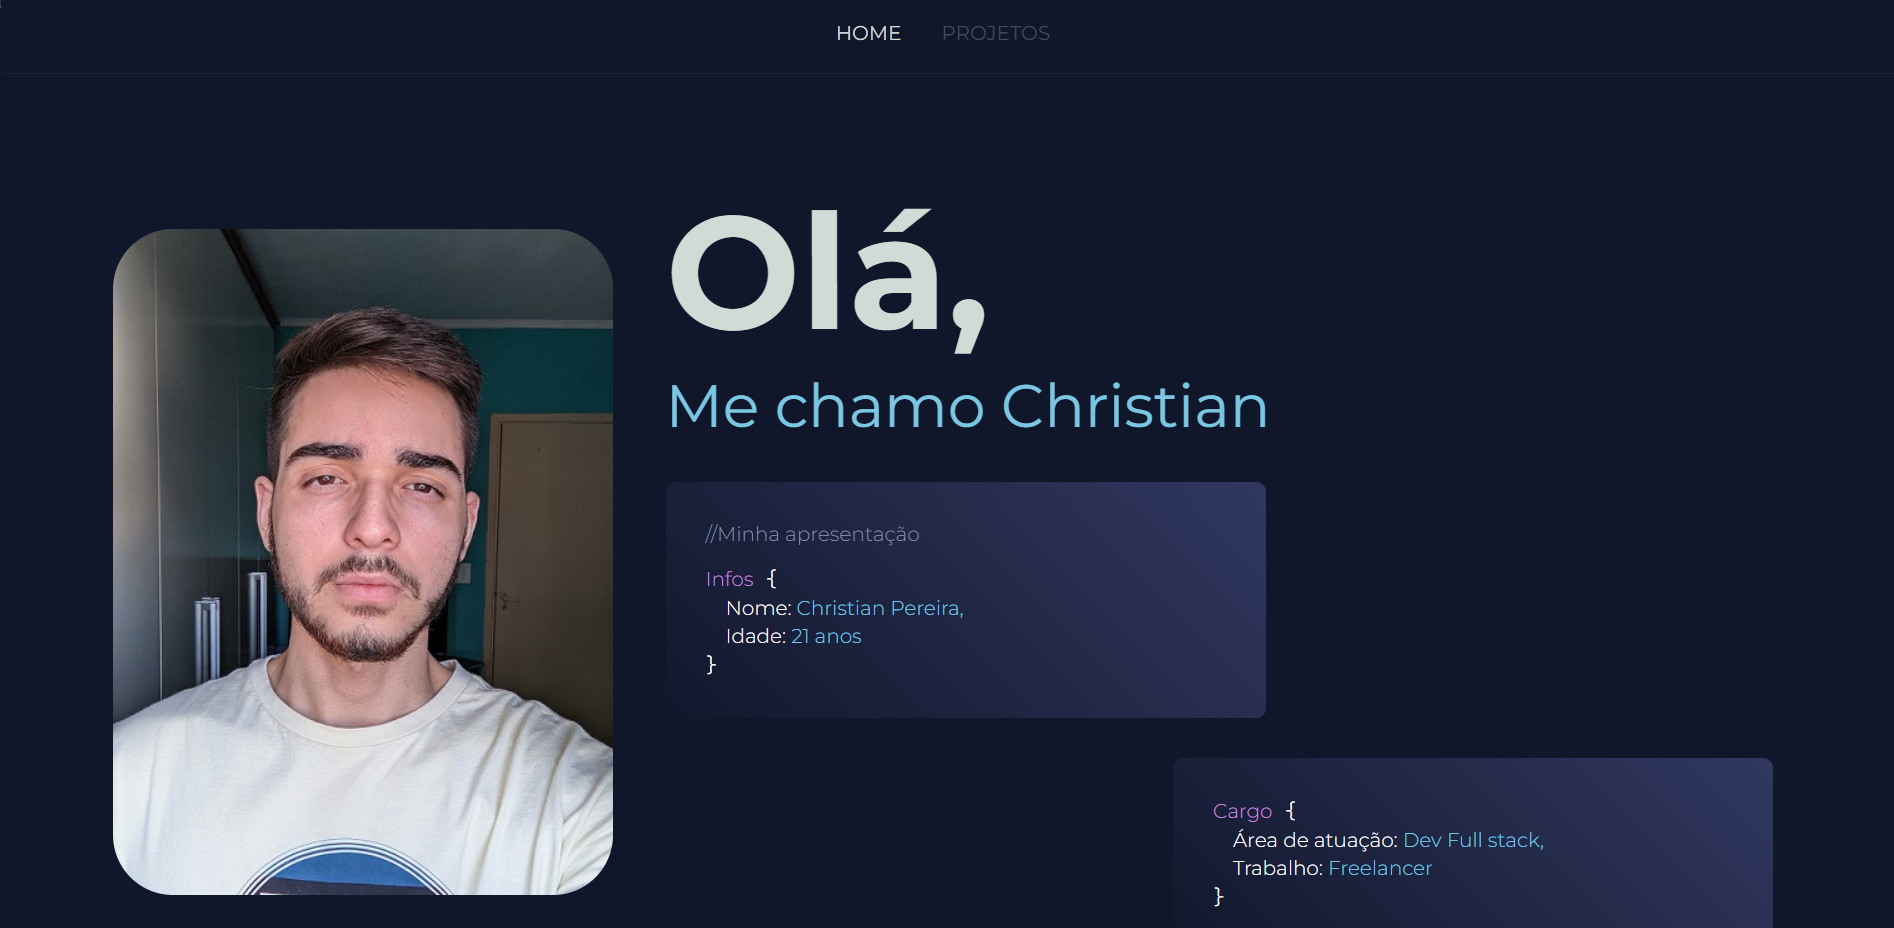 HOME PROJETOS
Olá,
Me chamo Christian
//Minha apresentação
Infos {
Nome: Christian Pereira,
Idade: 21 anos
}
Cargo {
Área de atuação: Dev Full stack,
Trabalho: Freelancer
}